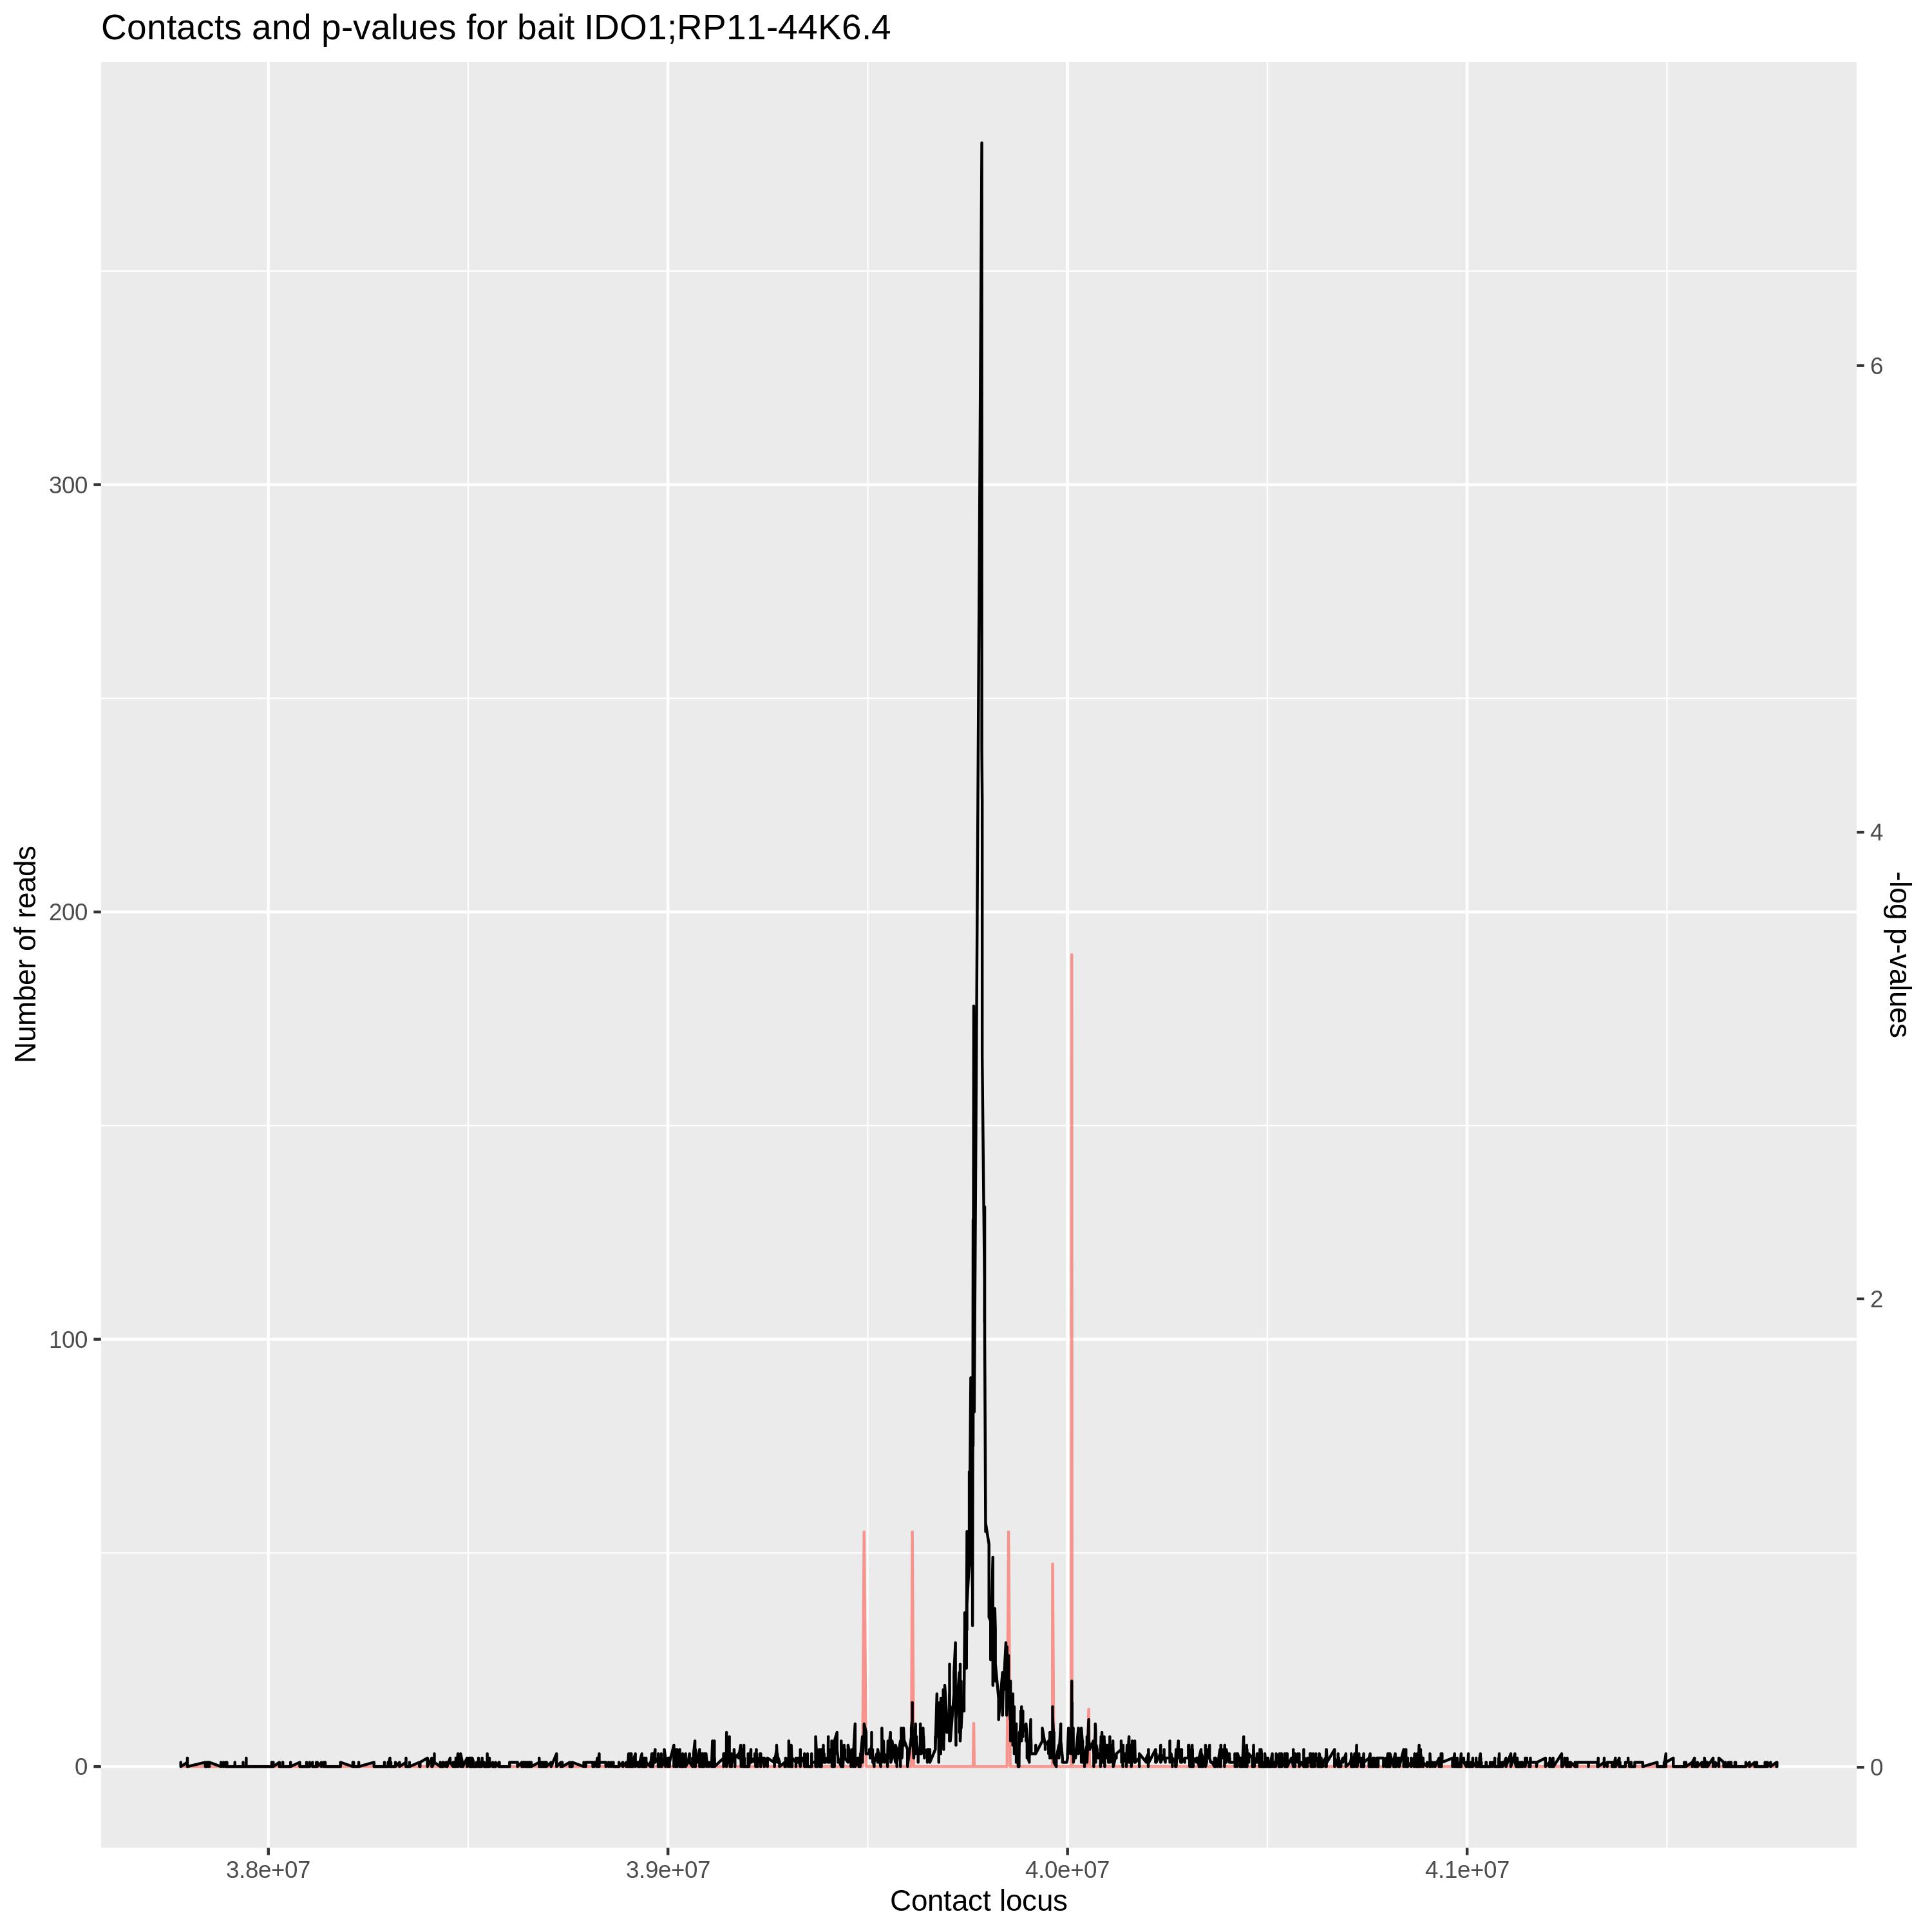 Contacts and p-values for bait IDO1;RP11-44K6.4
Number of reads
300
200
100
0
6
4
2
0
-log p-values
3.8e+07
3.9e+07
4.0e+07
4.1e+07
Contact locus